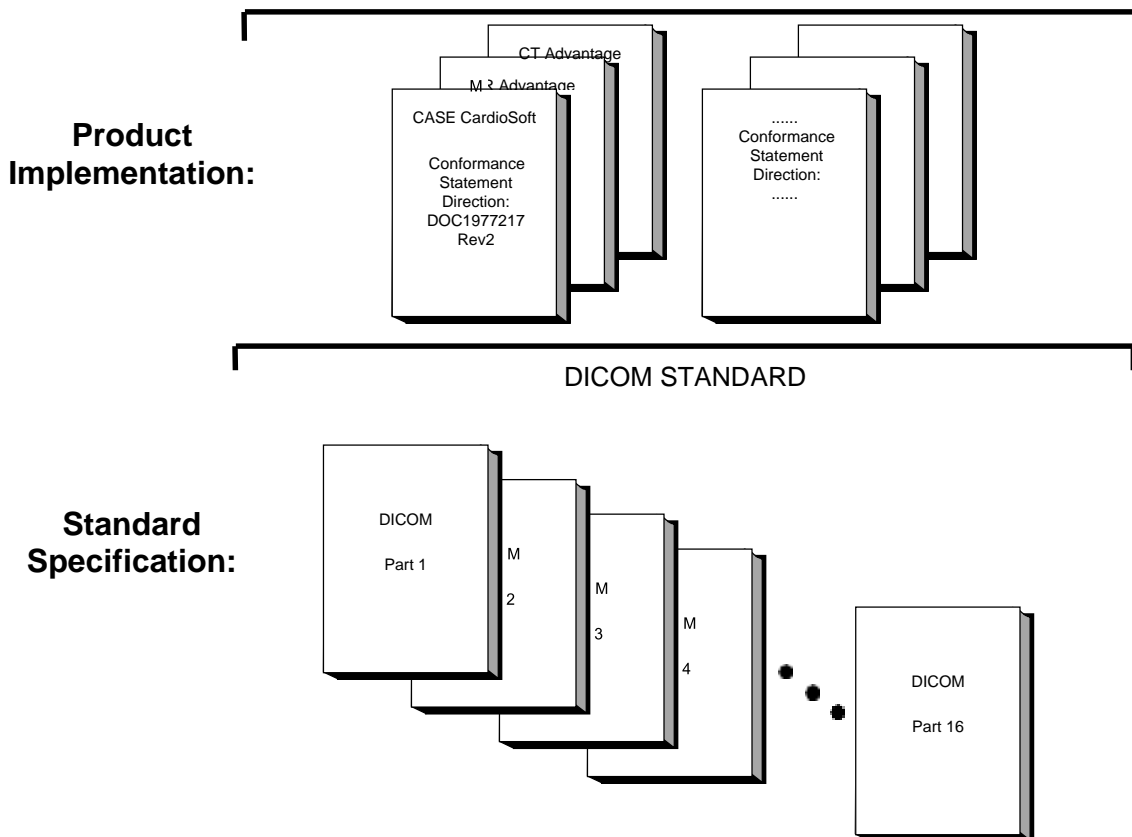 Product
Implementation:
CT Advantage
MR Advantage
CASE CardioSoft
Conformance
Statement
Direction:
DOC1977217
Rev2
......
Conformance
Statement
Direction:
......
DICOM STANDARD
Standard
Specification:
DICOM
Part 1
M
2
M
3
M
4
DICOM
Part 16